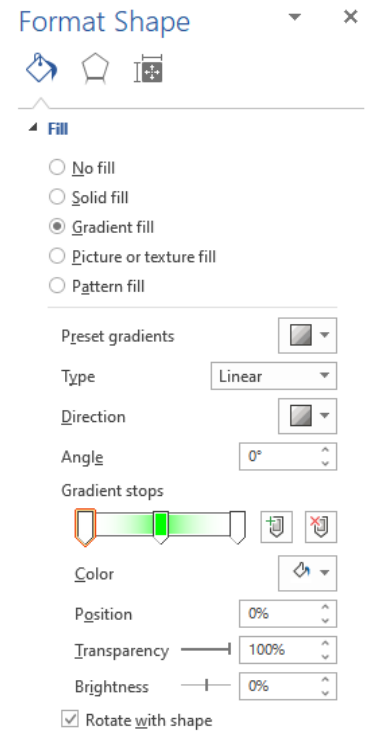 Format Shape
Fill
No fill
Solid fill
Gradient fill
Picture or texture fill
Pattern fill
Preset gradients
Type Linear
Direction
Angle 0°
Gradient stops
Color
Position 0%
Transparency 100%
Brightness 0%
Rotate with shape